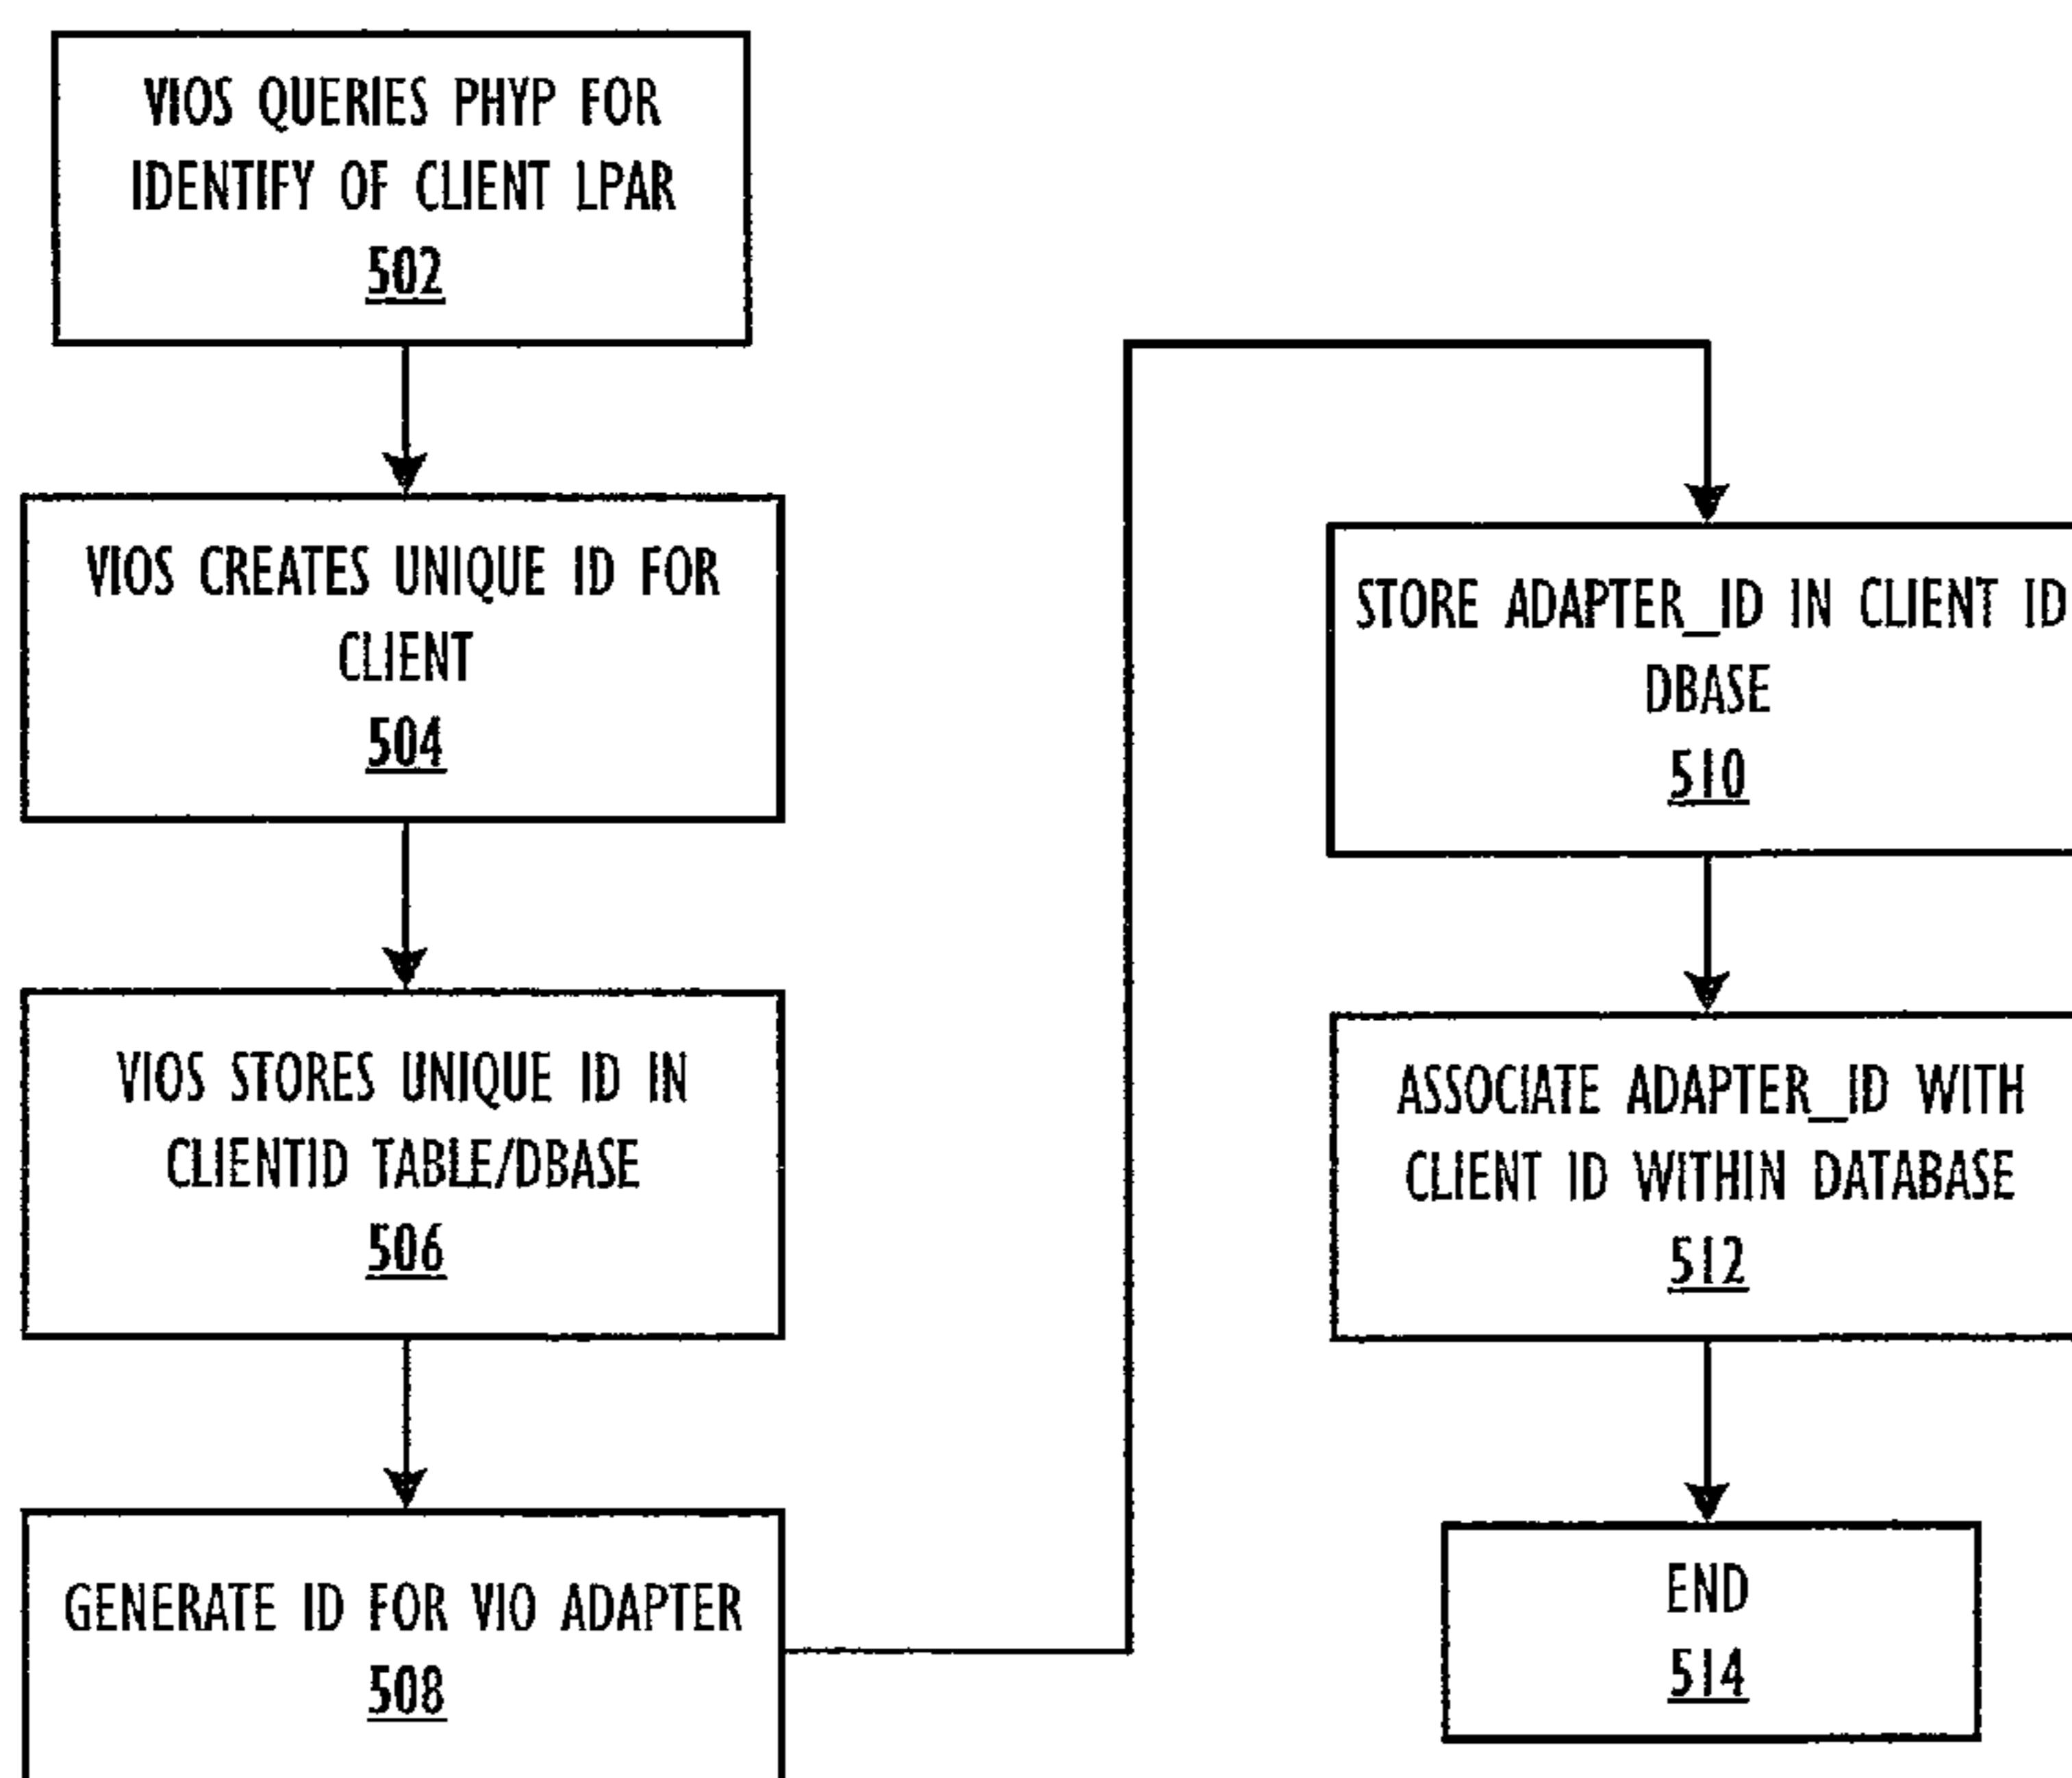 VIOS QUERIES PHYP FOR
IDENTIFY OF CLIENT LPAR
502
VIOS CREATES UNIQUE ID FOR
CLIENT
504
VIOS STORES UNIQUE ID IN
CLIENTID TABLE/DBASE
506
GENERATE ID FOR VIO ADAPTER
508
STORE ADAPTER_ID IN CLIENT ID
DBASE
510
ASSOCIATE ADAPTER_ID WITH
CLIENT ID WITHIN DATABASE
512
END
514